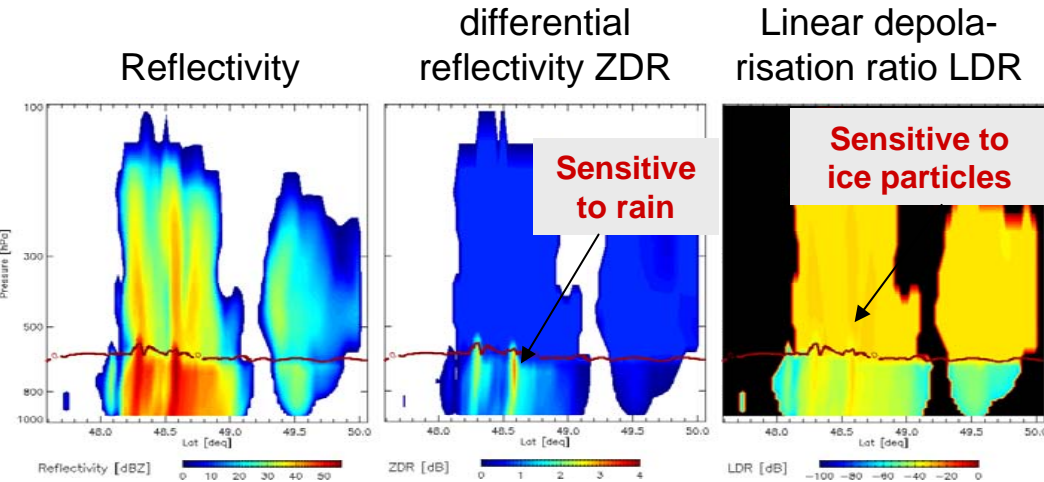 Reflectivity
differential
reflectivity ZDR
Linear depola-
risation ratio LDR
Sensitive
to rain
Sensitive to
ice particles
Pressure [hPa]
100
300
500
800
1000
48.0 48.5 49.0 49.5 50.0
Lat [deg]
48.0 48.5 49.0 49.5 50.0
Lat [deg]
48.0 48.5 49.0 49.5 50.0
Lat [deg]
Reflectivity [dBZ]
0 10 20 30 40 50
ZDR [dB]
0 1 2 3 4
LDR [dB]
-100 -80 -60 -40 -20 0